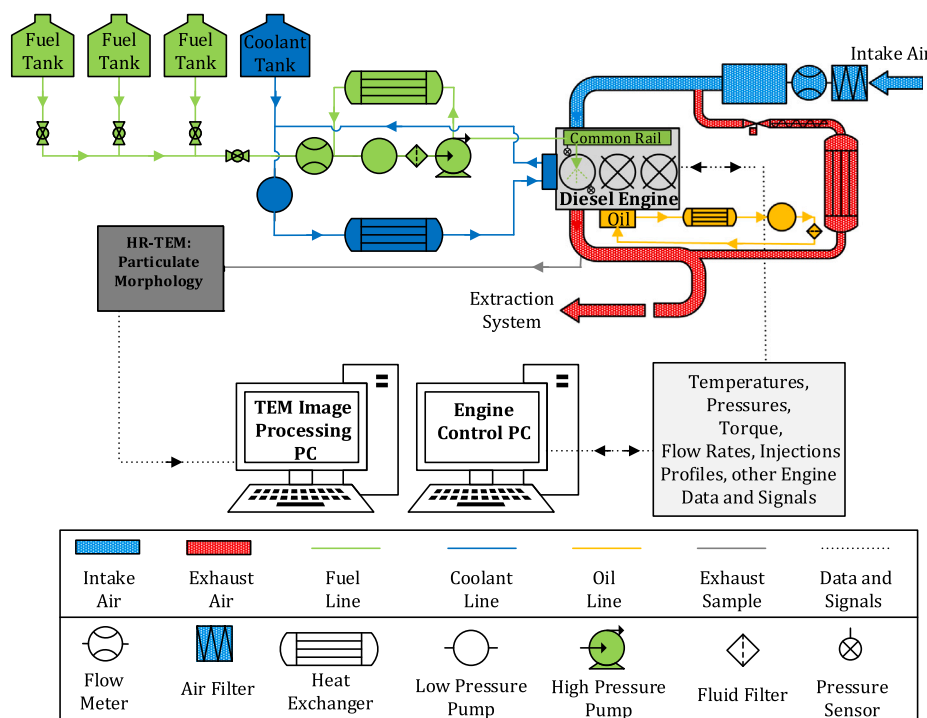 Fuel
Tank
Fuel
Tank
Fuel
Tank
Coolant
Tank
Intake Air
Common Rail
Diesel Engine
Oil
HR-TEM:
Particulate
Morphology
Extraction
System
TEM Image
Processing
PC
Engine
Control PC
Temperatures,
Pressures,
Torque,
Flow Rates, Injections
Profiles, other Engine
Data and Signals
Intake
Air
Exhaust
Air
Fuel
Line
Coolant
Line
Oil
Line
Exhaust
Sample
Data and
Signals
Flow
Meter
Air Filter
Heat
Exchanger
Low Pressure
Pump
High Pressure
Pump
Fluid Filter
Pressure
Sensor